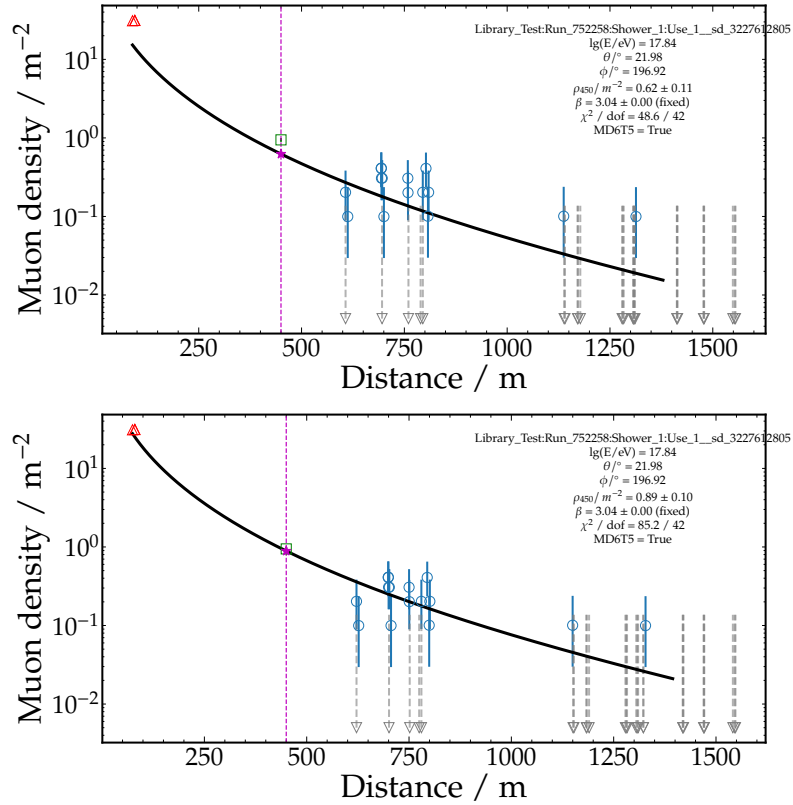 Library_Test:Run_752258:Shower_1:Use_1__sd_3227612805
lg(E/eV) = 17.84
θ/° = 21.98
ϕ/° = 196.92
ρ₄₅₀/m⁻² = 0.62 ± 0.11
β = 3.04 ± 0.00 (fixed)
χ² / dof = 48.6 / 42
MD6T5 = True
Muon density / m⁻²
10¹
10⁰
10⁻¹
10⁻²
250 500 750 1000 1250 1500
Distance / m
Library_Test:Run_752258:Shower_1:Use_1__sd_3227612805
lg(E/eV) = 17.84
θ/° = 21.98
ϕ/° = 196.92
ρ₄₅₀/m⁻² = 0.89 ± 0.10
β = 3.04 ± 0.00 (fixed)
χ² / dof = 85.2 / 42
MD6T5 = True
Muon density / m⁻²
10¹
10⁰
10⁻¹
10⁻²
250 500 750 1000 1250 1500
Distance / m